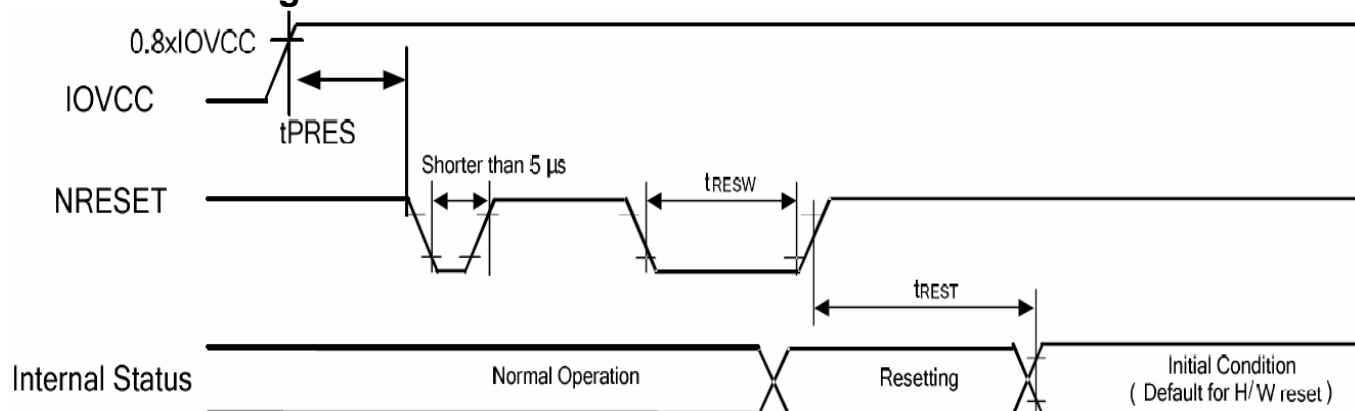 0.8xIOVCC
IOVCC
tPRES
Shorter than 5 µs
NRESET
tRESW
tREST
Internal Status
Normal Operation
Resetting
Initial Condition
( Default for H/W reset )